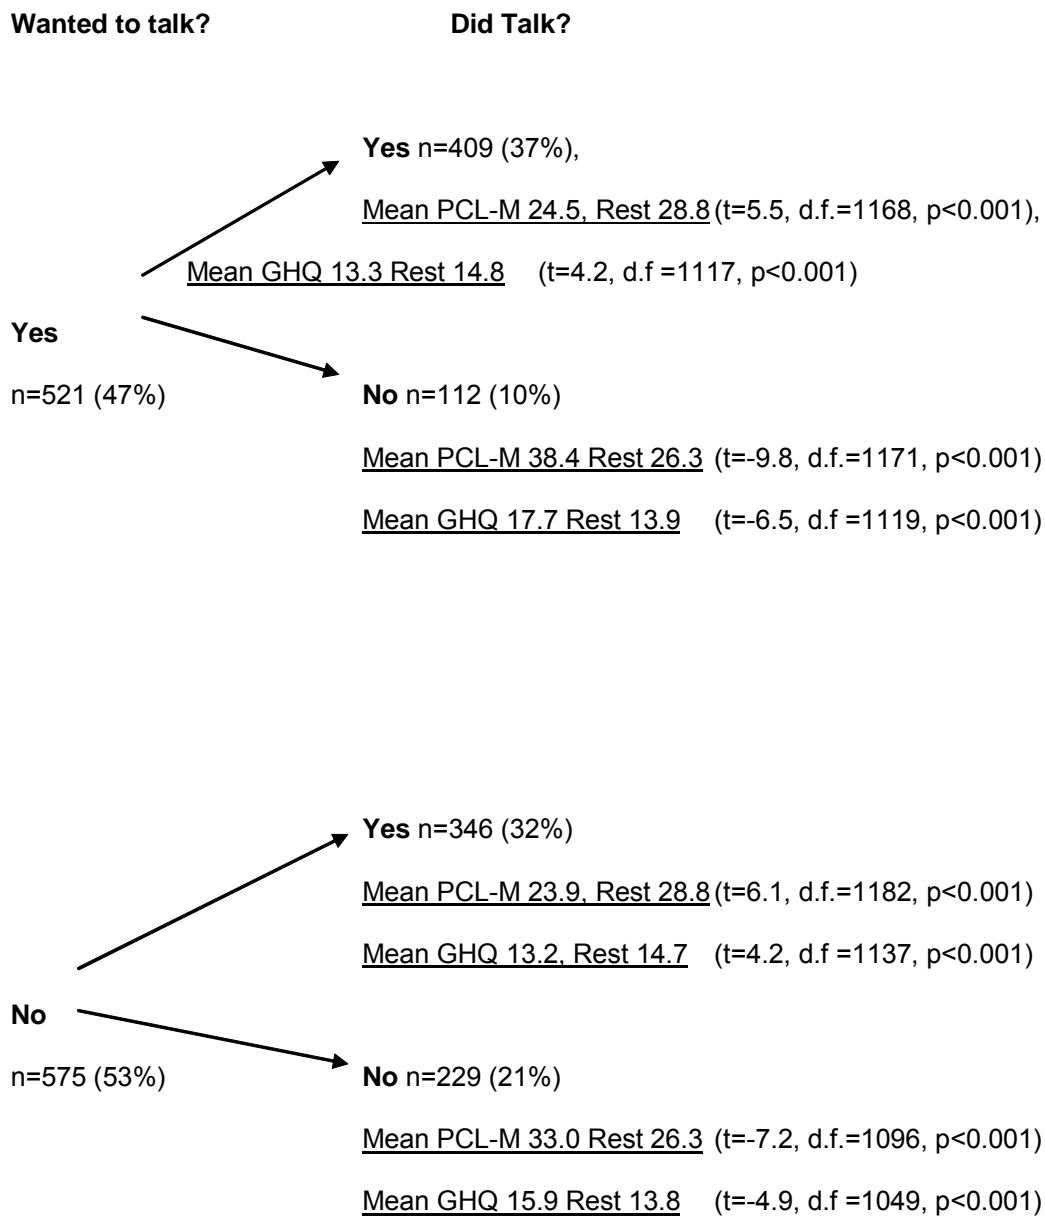 Wanted to talk? Did Talk?
Yes n=409 (37%),
Mean PCL-M 24.5, Rest 28.8 (t=5.5, d.f.=1168, p<0.001),
Mean GHQ 13.3 Rest 14.8 (t=4.2, d.f =1117, p<0.001)
Yes
n=521 (47%) No n=112 (10%)
Mean PCL-M 38.4 Rest 26.3 (t=-9.8, d.f.=1171, p<0.001)
Mean GHQ 17.7 Rest 13.9 (t=-6.5, d.f =1119, p<0.001)
Yes n=346 (32%)
Mean PCL-M 23.9, Rest 28.8 (t=6.1, d.f.=1182, p<0.001)
Mean GHQ 13.2, Rest 14.7 (t=4.2, d.f =1137, p<0.001)
No
n=575 (53%) No n=229 (21%)
Mean PCL-M 33.0 Rest 26.3 (t=-7.2, d.f.=1096, p<0.001)
Mean GHQ 15.9 Rest 13.8 (t=-4.9, d.f =1049, p<0.001)